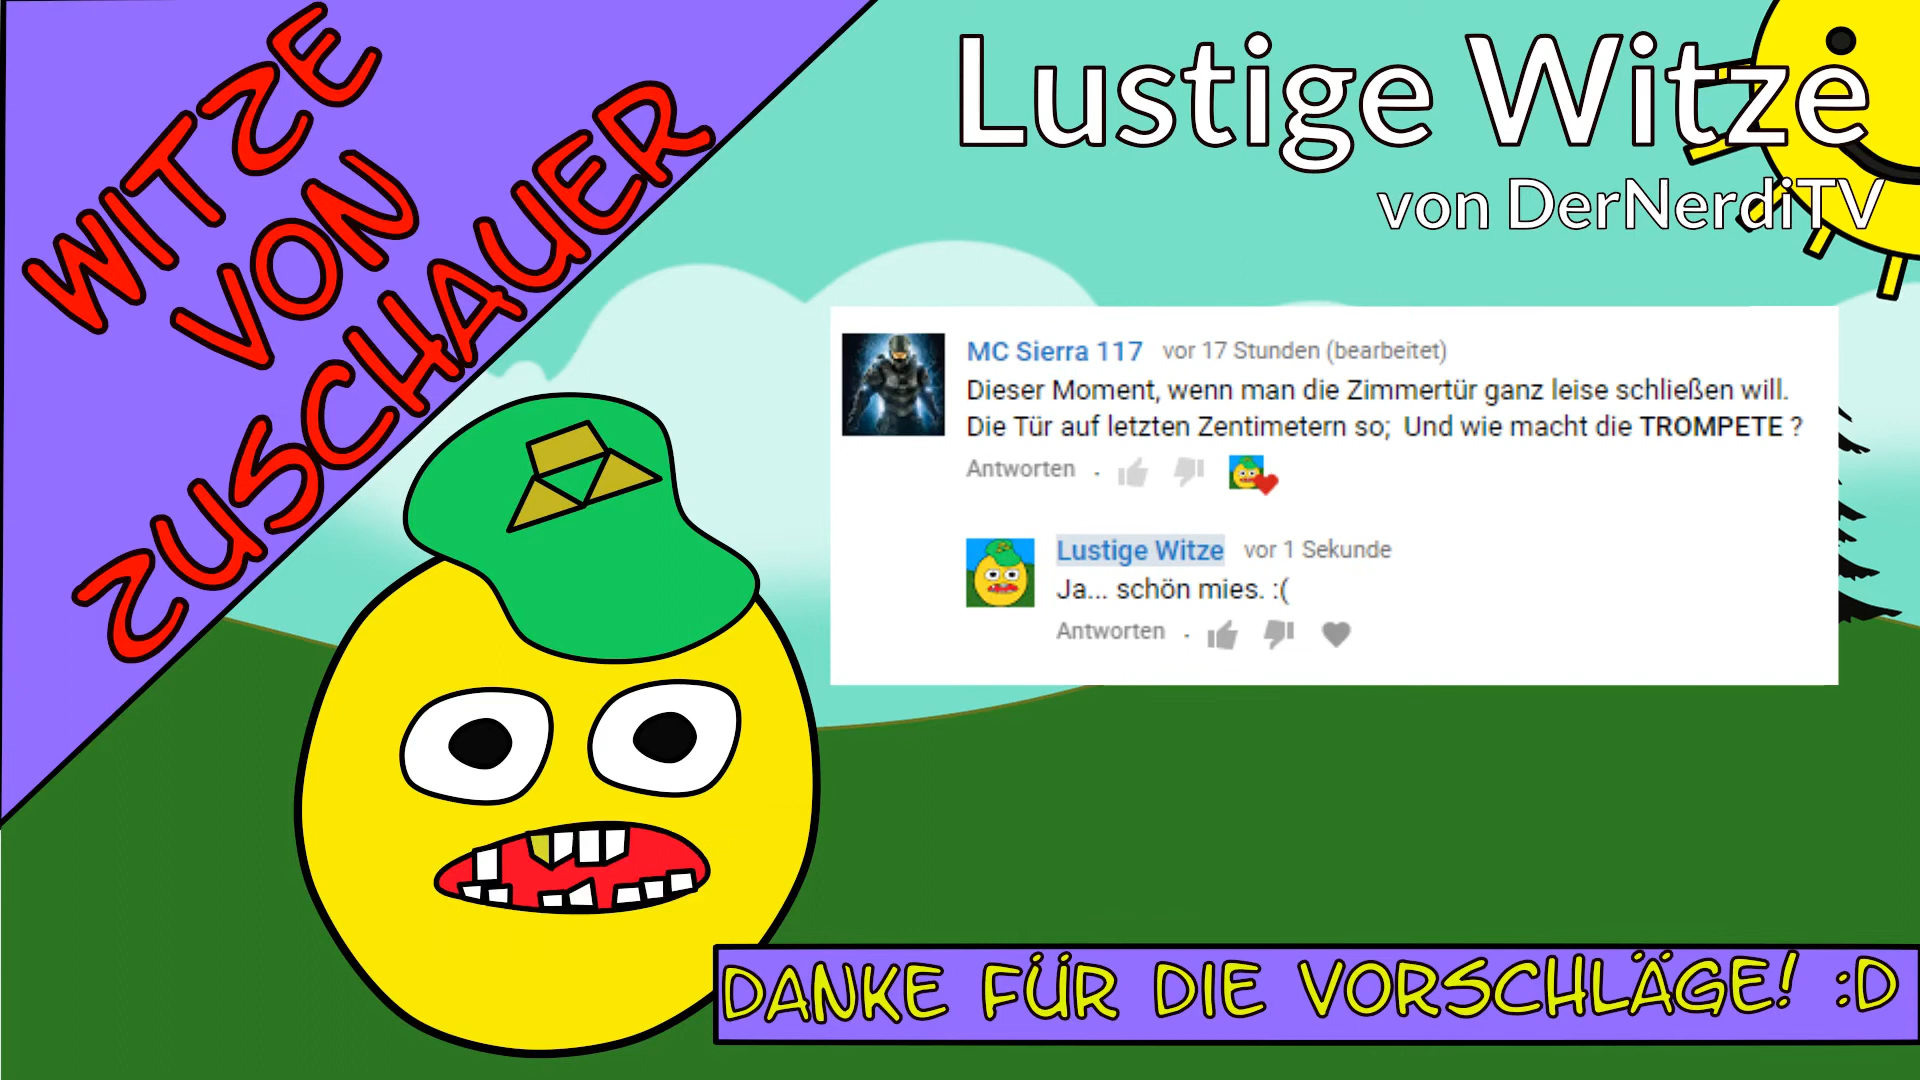 WITZE
VON
ZUSCHAUER
Lustige Witze
von DerNerdiTV
MC Sierra 117 vor 17 Stunden (bearbeitet)
Dieser Moment, wenn man die Zimmertür ganz leise schließen will.
Die Tür auf letzten Zentimetern so; Und wie macht die TROMPETE ?
Antworten .
Lustige Witze vor 1 Sekunde
Ja... schön mies. :(
Antworten .
DANKE FÜR DIE VORSCHLÄGE! :D